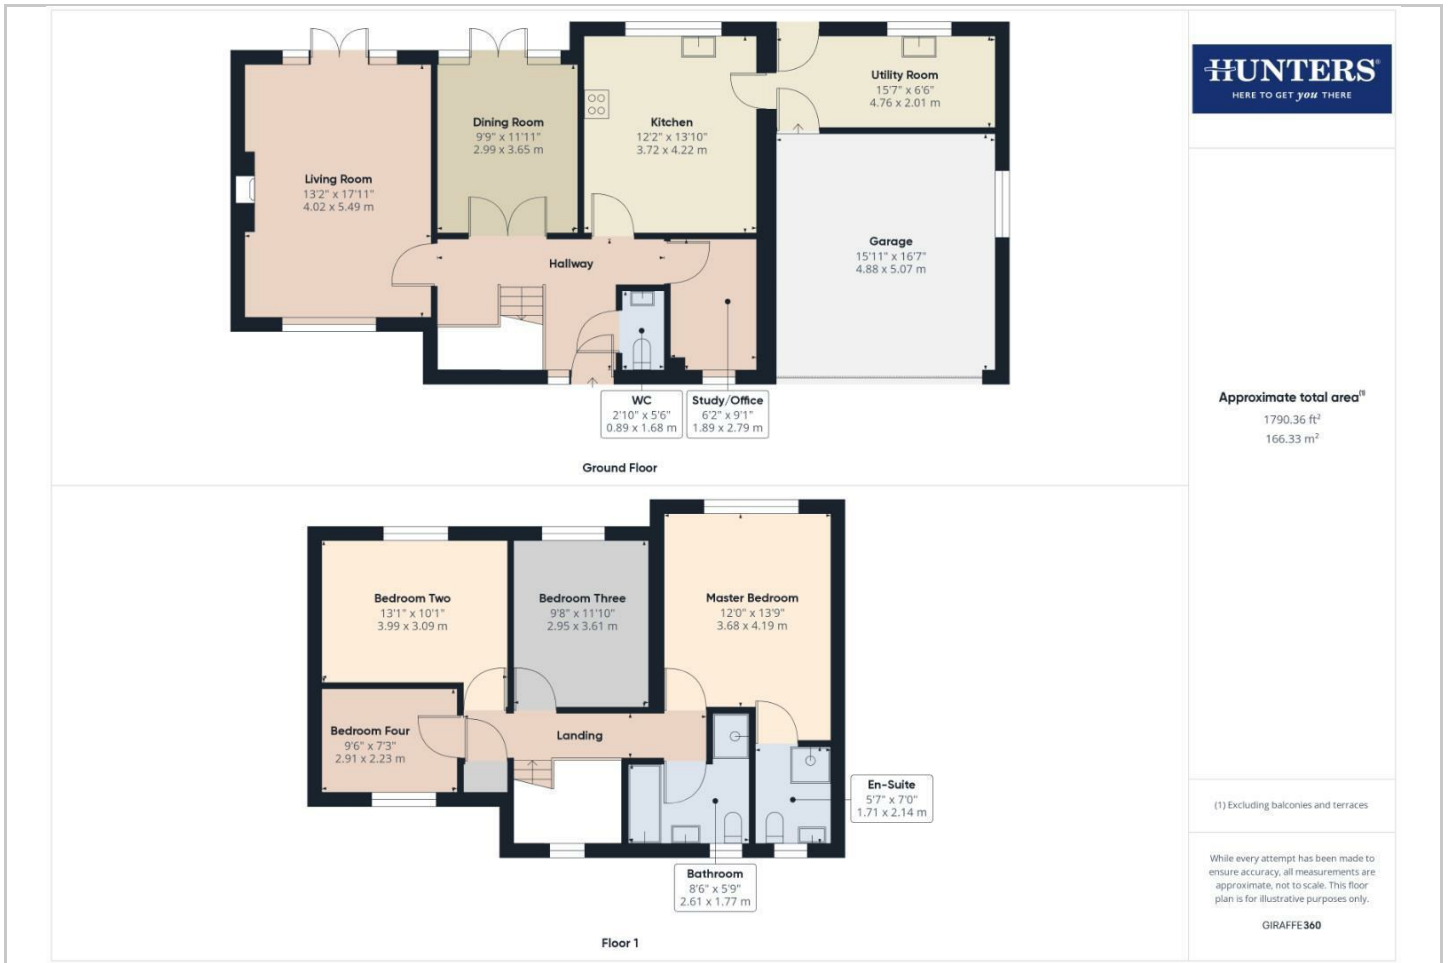 Living Room
13'2" x 17'11"
4.02 x 5.49 m
Dining Room
9'9" x 11'11"
2.99 x 3.65 m
Kitchen
12'2" x 13'10"
3.72 x 4.22 m
Utility Room
15'7" x 6'6"
4.76 x 2.01 m
Garage
15'11" x 16'7"
4.88 x 5.07 m
Hallway
WC
2'10" x 5'6"
0.89 x 1.68 m
Study/Office
6'2" x 9'1"
1.89 x 2.79 m
Ground Floor
Bedroom Two
13'1" x 10'1"
3.99 x 3.09 m
Bedroom Three
9'8" x 11'10"
2.95 x 3.61 m
Master Bedroom
12'0" x 13'9"
3.68 x 4.19 m
Bedroom Four
9'6" x 7'3"
2.91 x 2.23 m
Landing
En-Suite
5'7" x 7'0"
1.71 x 2.14 m
Bathroom
8'6" x 5'9"
2.61 x 1.77 m
Floor 1
HUNTERS®
HERE TO GET you THERE
Approximate total area⁽¹⁾
1790.36 ft²
166.33 m²
(1) Excluding balconies and terraces
While every attempt has been made to
ensure accuracy, all measurements are
approximate, not to scale. This floor
plan is for illustrative purposes only.
GIRAFFE360